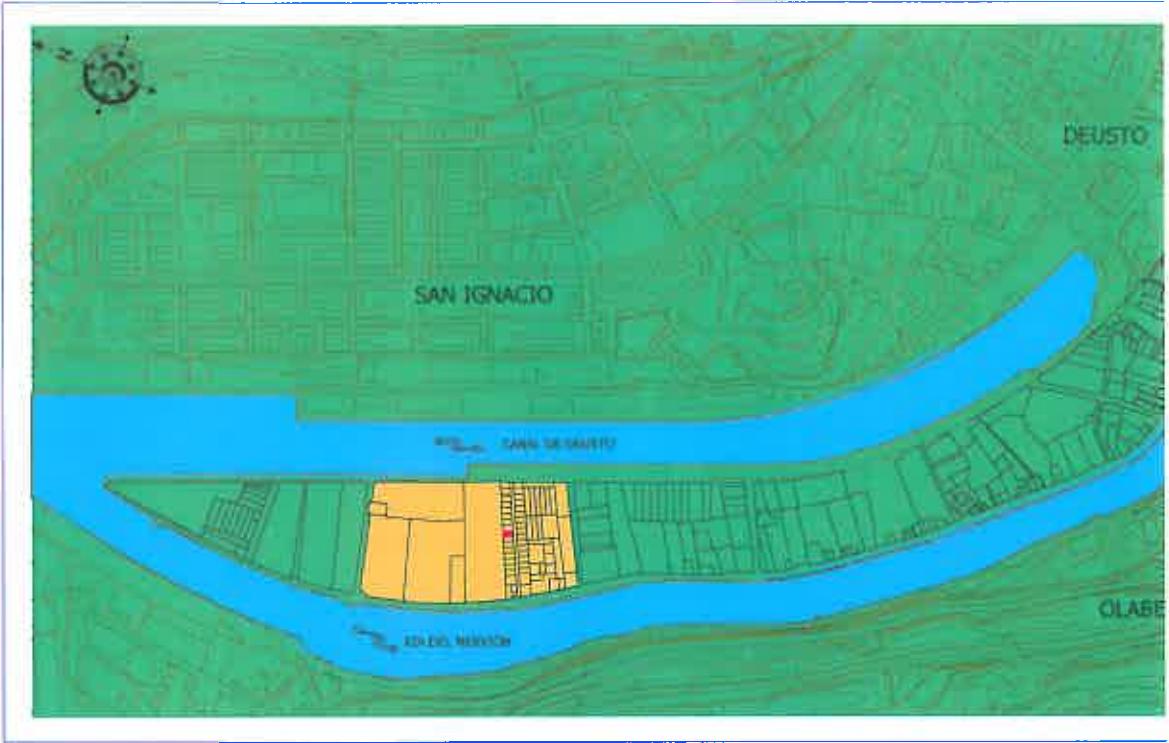 DEUSTO
SAN IGNACIO
CANAL DE DEUSTO
OLABE
RIA DEL NERVION